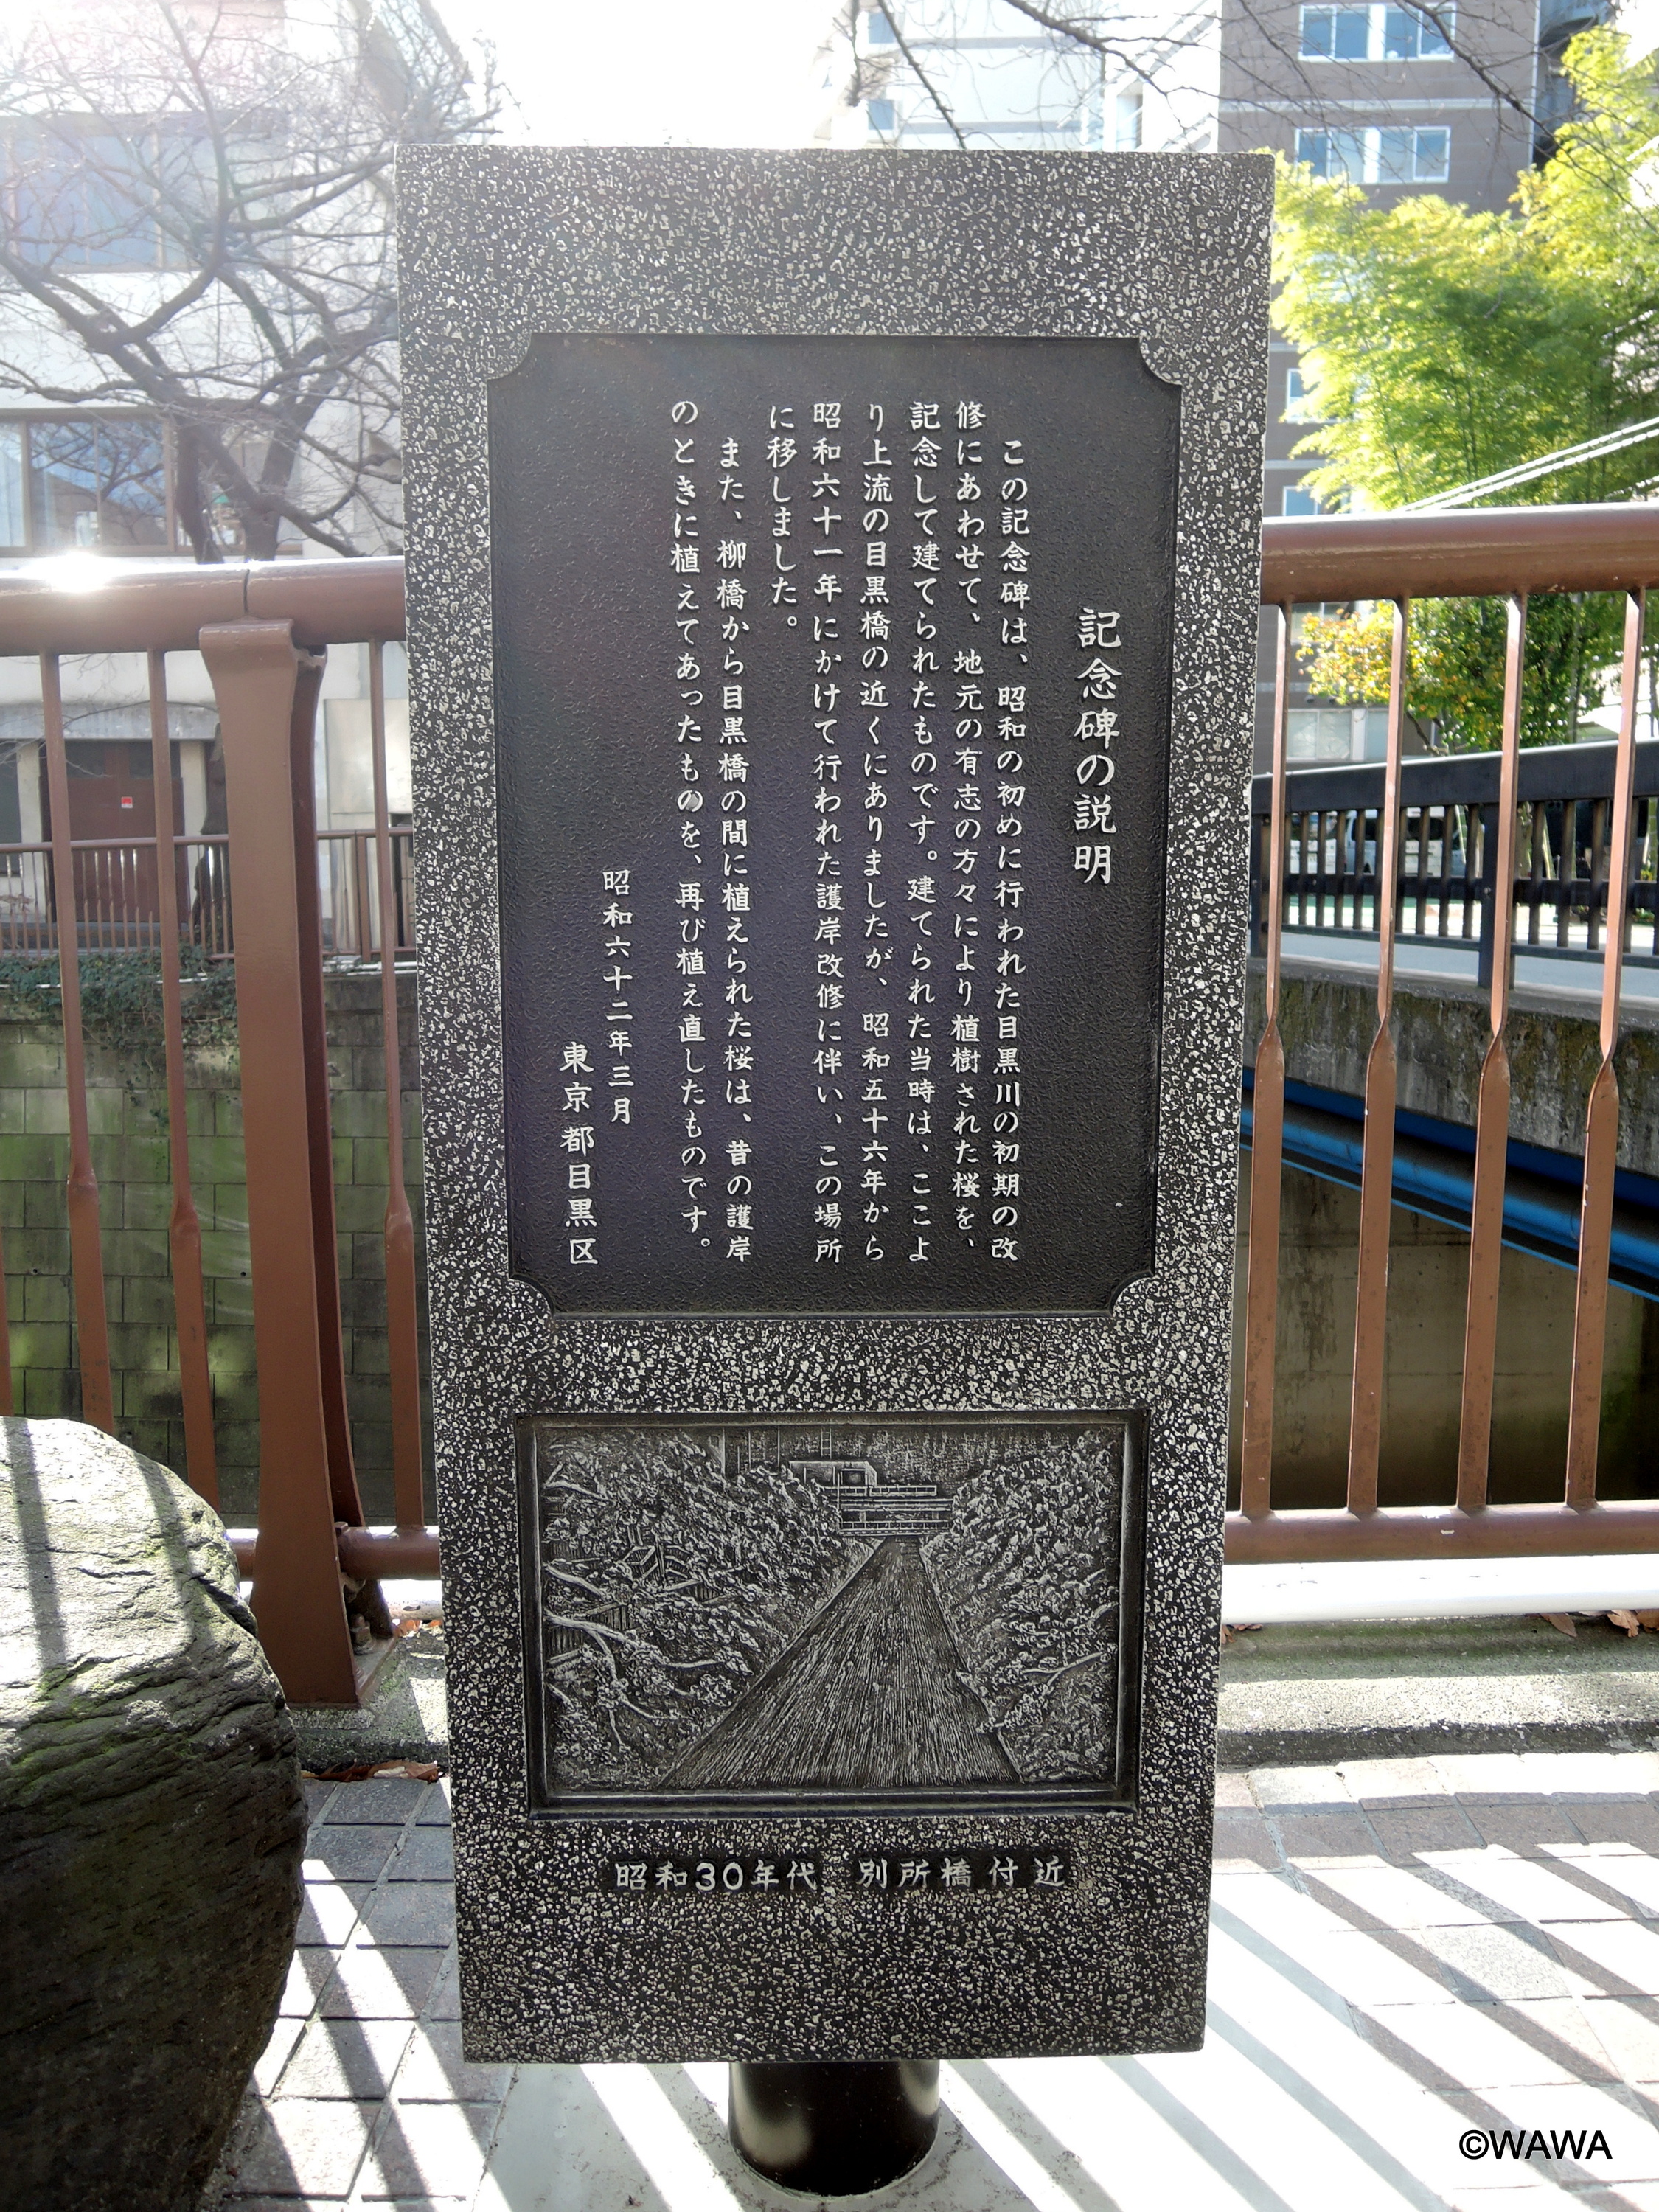 記念碑の説明
この記念碑は、昭和の初めに行われた目黒川の初期の改
修にあわせて、地元の有志の方々により植樹された桜を、
記念して建てられたものです。建てられた当時は、ここよ
り上流の目黒橋の近くにありましたが、昭和五十六年から
昭和六十一年にかけて行われた護岸改修に伴い、この場所
に移しました。
また、柳橋から目黒橋の間に植えられた桜は、昔の護岸
のときに植えてあったものを、再び植え直したものです。
昭和六十二年三月
東京都目黒区
昭和30年代 別所橋付近
©WAWA